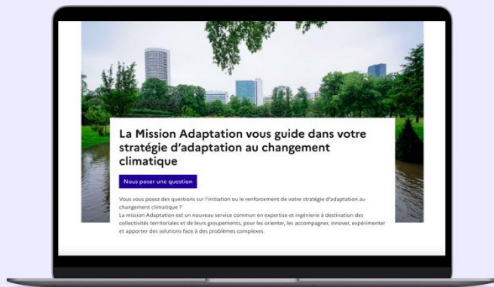 La Mission Adaptation vous guide dans votre
stratégie d'adaptation au changement
climatique
Nous poser une question
Vous vous posez des questions sur l'initiation ou le renforcement de votre stratégie d'adaptation au
changement climatique ?
La mission Adaptation est un nouveau service commun en expertise et ingénierie à destination des
collectivités territoriales et de leurs groupements, pour les orienter, les accompagner, innover, expérimenter
et apporter des solutions face à des problèmes complexes.